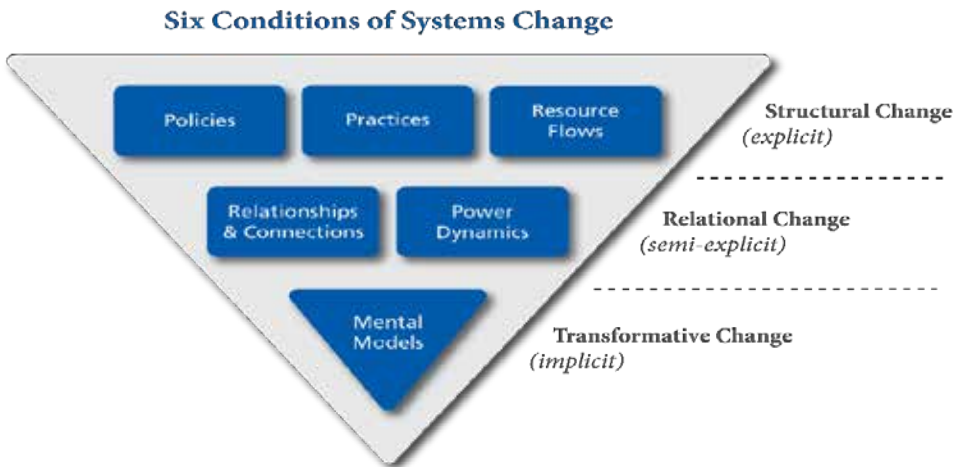 Six Conditions of Systems Change
Policies
Practices
Resource
Flows
Structural Change
(explicit)
Relationships
& Connections
Power
Dynamics
Relational Change
(semi-explicit)
Mental
Models
Transformative Change
(implicit)